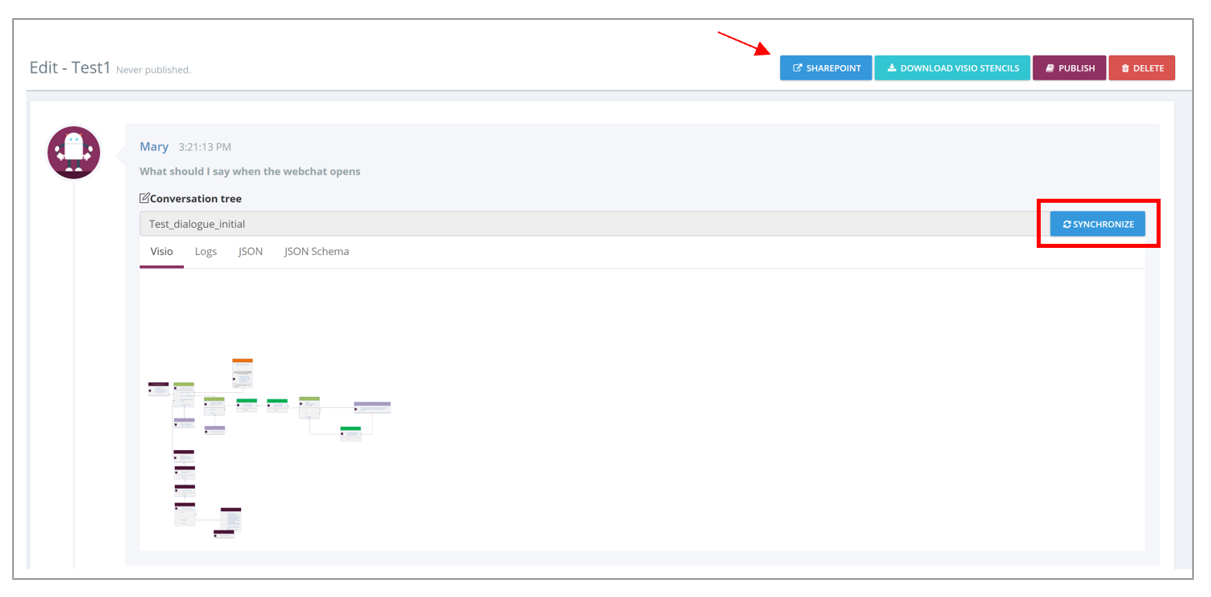 Edit - Test1 Never published.
SHAREPOINT
DOWNLOAD VISIO STENCILS
PUBLISH
DELETE
Mary 3:21:13 PM
What should I say when the webchat opens
Conversation tree
Test_dialogue_initial
SYNCHRONIZE
Visio Logs JSON JSON Schema